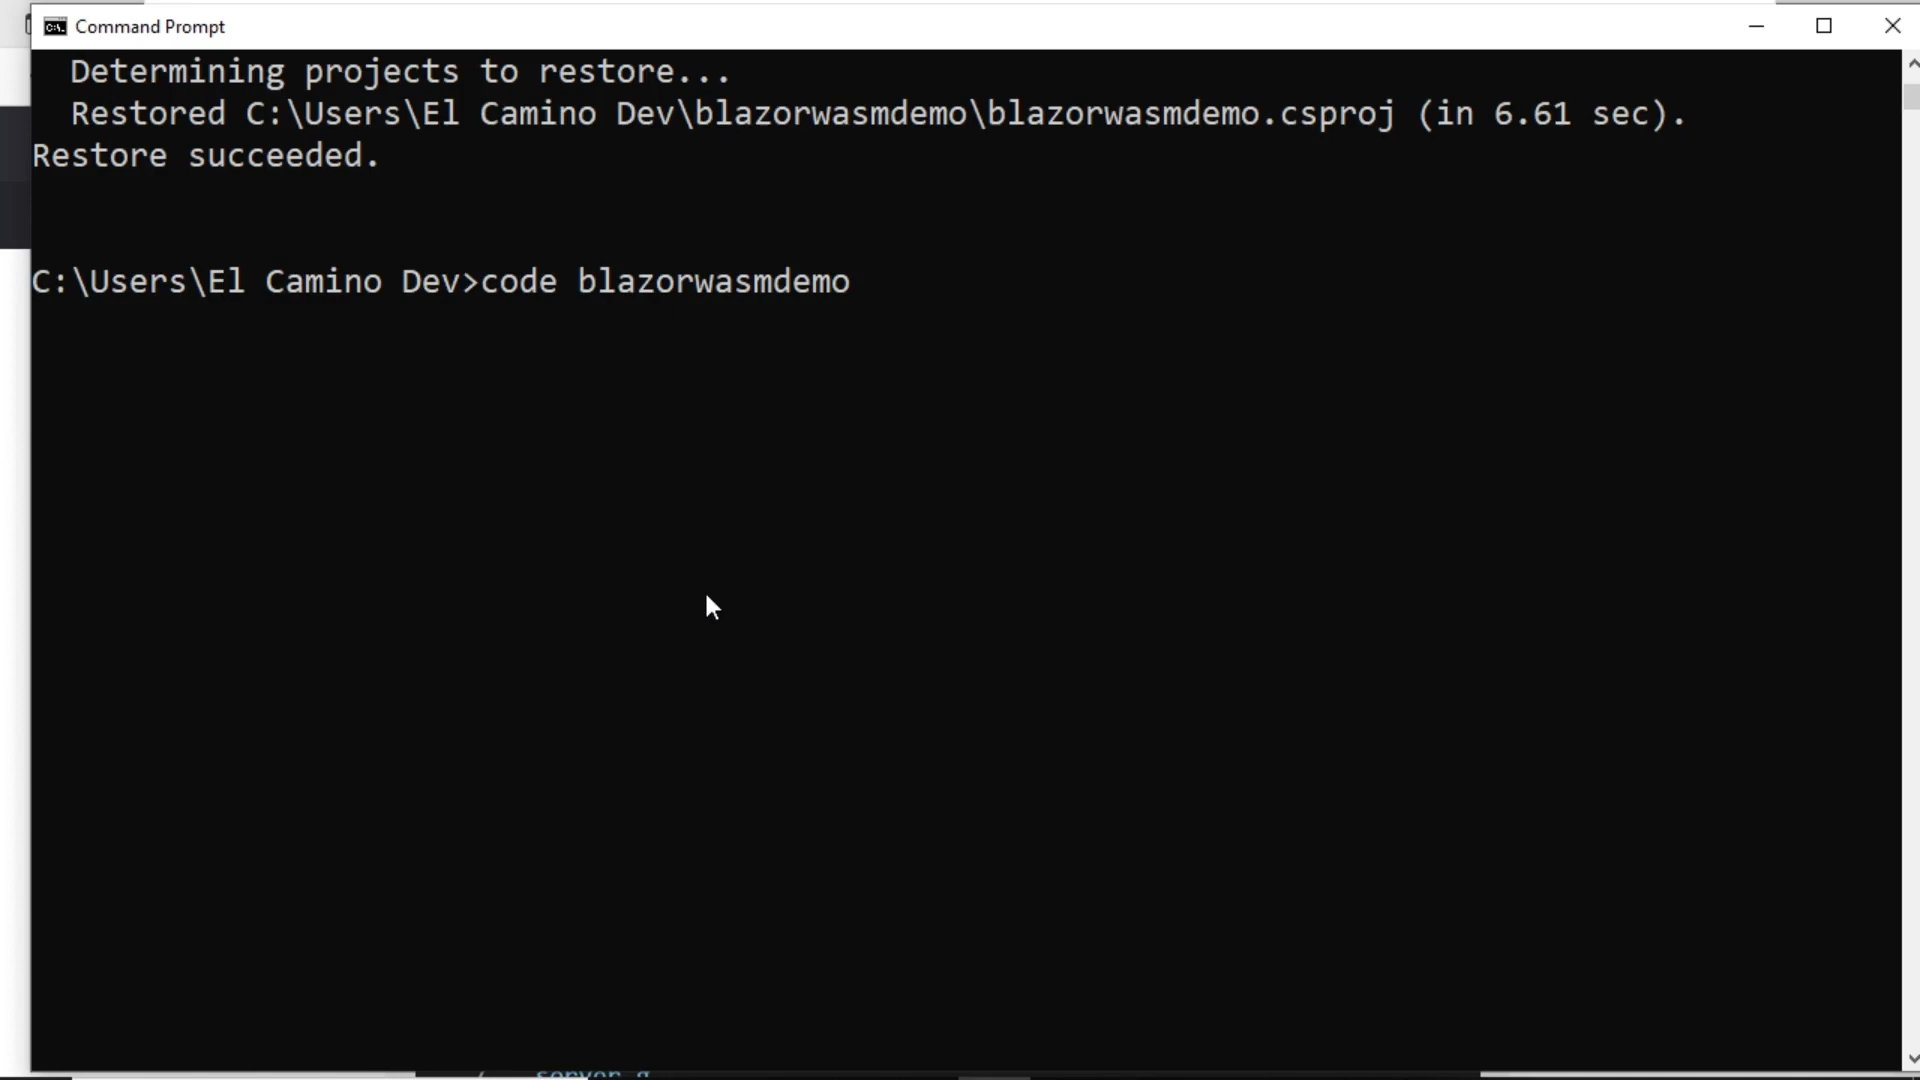 Command Prompt
Determining projects to restore...
Restored C:\Users\El Camino Dev\blazorwasmdemo\blazorwasmdemo.csproj (in 6.61 sec).
Restore succeeded.
C:\Users\El Camino Dev>code blazorwasmdemo